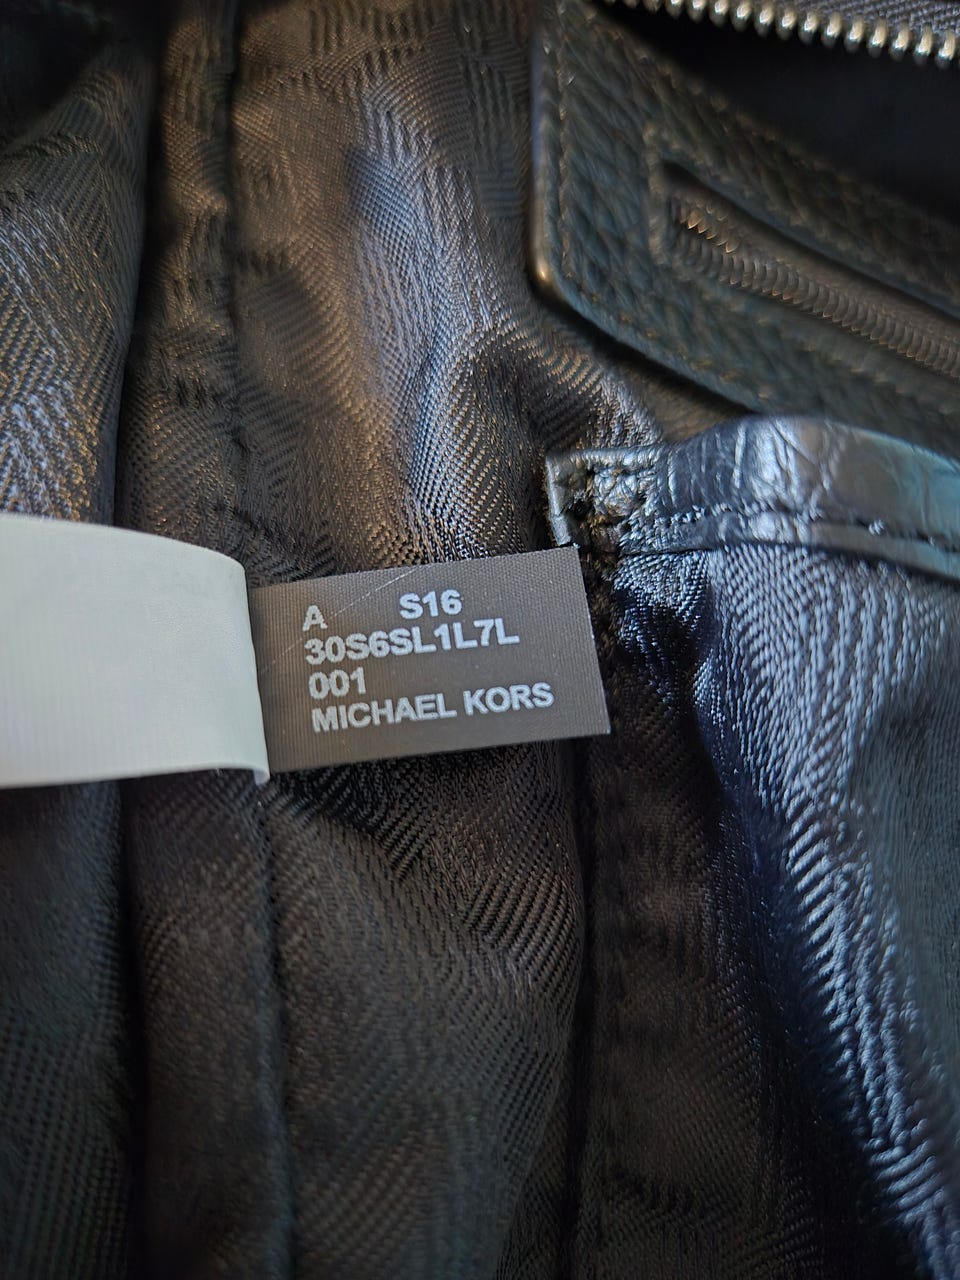 A S16
30S6SL1L7L
001
MICHAEL KORS